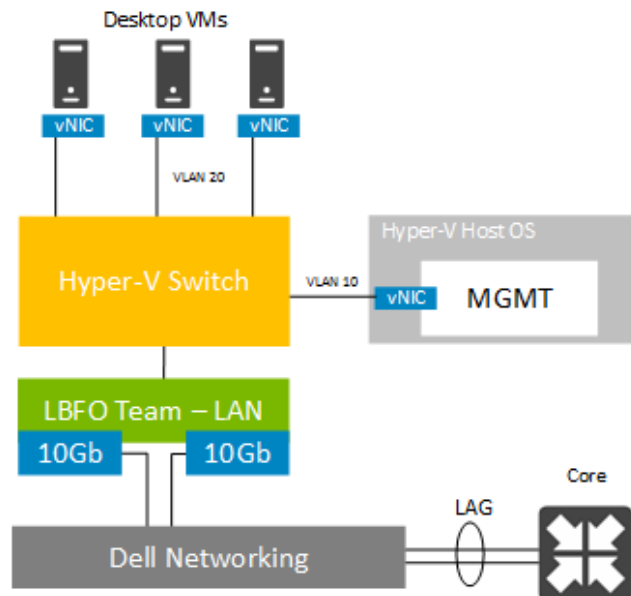 Desktop VMs
vNIC
vNIC
vNIC
VLAN 20
Hyper-V Switch
VLAN 10
Hyper-V Host OS
vNIC
MGMT
LBFO Team – LAN
10Gb
10Gb
Dell Networking
LAG
Core